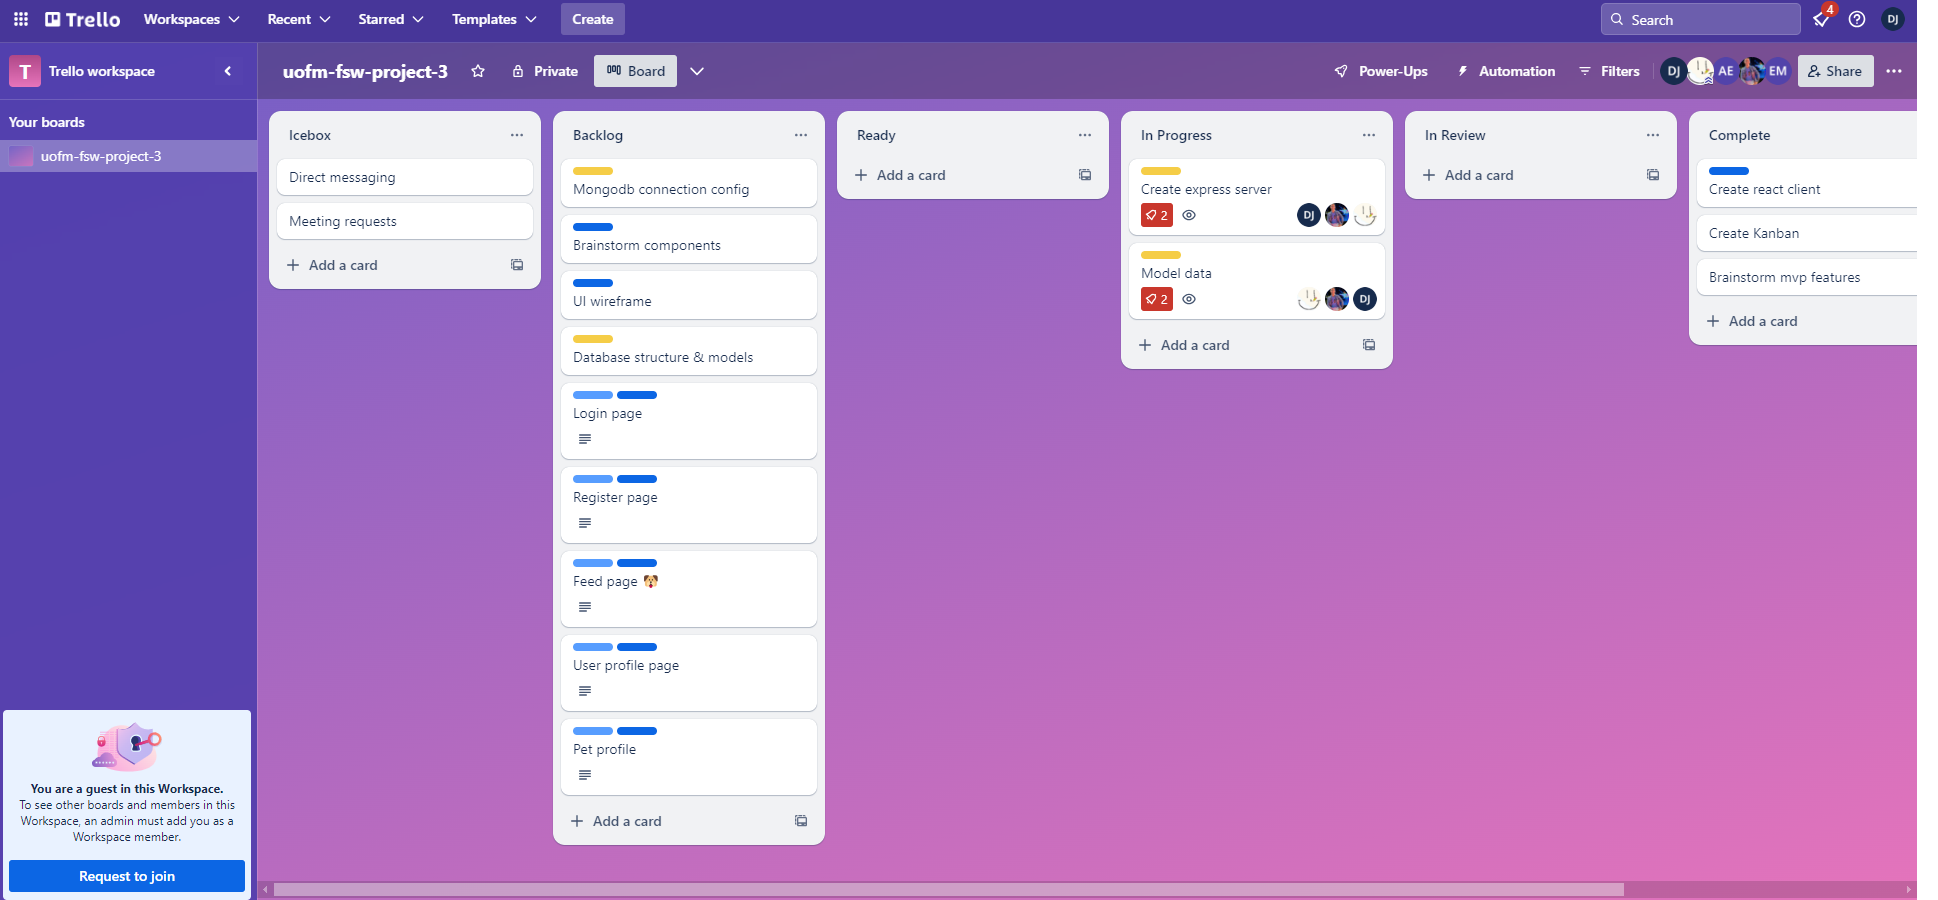 Trello
Workspaces
Recent
Starred
Templates
Create
Search
4
DJ
T
Trello workspace
uofm-fsw-project-3
Private
Board
Power-Ups
Automation
Filters
DJ
AE
EM
Share
Your boards
uofm-fsw-project-3
Icebox
Direct messaging
Meeting requests
Add a card
Backlog
Mongodb connection config
Brainstorm components
UI wireframe
Database structure & models
Login page
Register page
Feed page 🐶
User profile page
Pet profile
Add a card
Ready
Add a card
In Progress
Create express server
2
DJ
Model data
2
DJ
Add a card
In Review
Add a card
Complete
Create react client
Create Kanban
Brainstorm mvp features
Add a card
You are a guest in this Workspace.
To see other boards and members in this
Workspace, an admin must add you as a
Workspace member.
Request to join